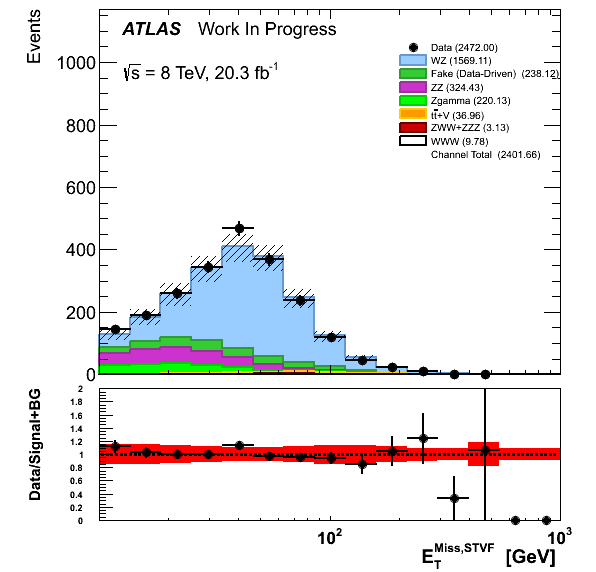 ATLAS Work In Progress
√s = 8 TeV, 20.3 fb⁻¹
Events
Data (2472.00)
WZ (1569.11)
Fake (Data-Driven) (238.12)
ZZ (324.43)
Zgamma (220.13)
tt̄+V (36.96)
ZWW+ZZZ (3.13)
WWW (9.78)
Channel Total (2401.66)
1000
800
600
400
200
0
Data/Signal+BG
2
1.8
1.6
1.4
1.2
1
0.8
0.6
0.4
0.2
0
10² 10³
E_T^Miss,STVF [GeV]